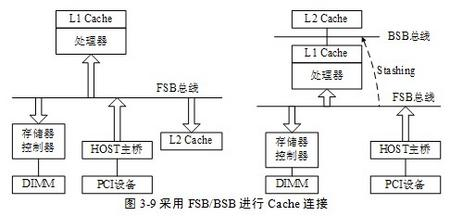 L1 Cache
处理器
FSB总线
存储器
控制器
HOST主桥
L2 Cache
DIMM
PCI设备
L2 Cache
BSB总线
L1 Cache
处理器
Stashing
FSB总线
存储器
控制器
HOST主桥
DIMM
PCI设备
图 3-9 采用 FSB/BSB 进行 Cache 连接